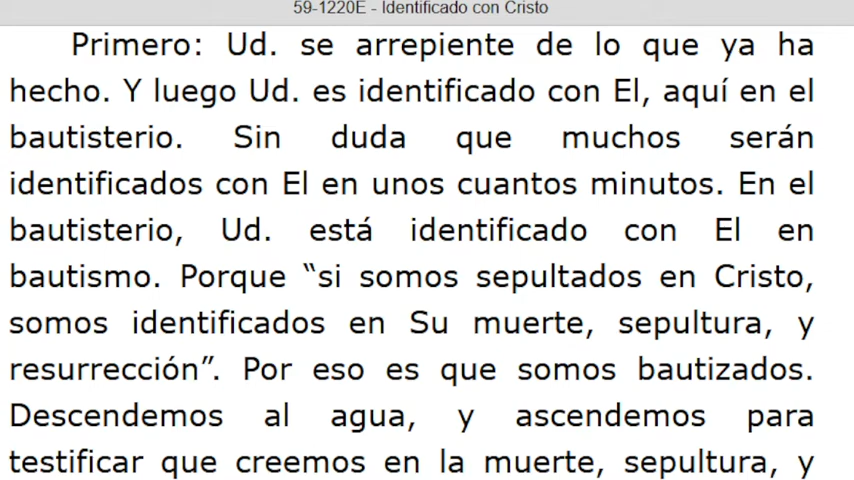 59-1220E - Identificado con Cristo
Primero: Ud. se arrepiente de lo que ya ha
hecho. Y luego Ud. es identificado con El, aquí en el
bautisterio. Sin duda que muchos serán
identificados con El en unos cuantos minutos. En el
bautisterio, Ud. está identificado con El en
bautismo. Porque “si somos sepultados en Cristo,
somos identificados en Su muerte, sepultura, y
resurrección”. Por eso es que somos bautizados.
Descendemos al agua, y ascendemos para
testificar que creemos en la muerte, sepultura, y